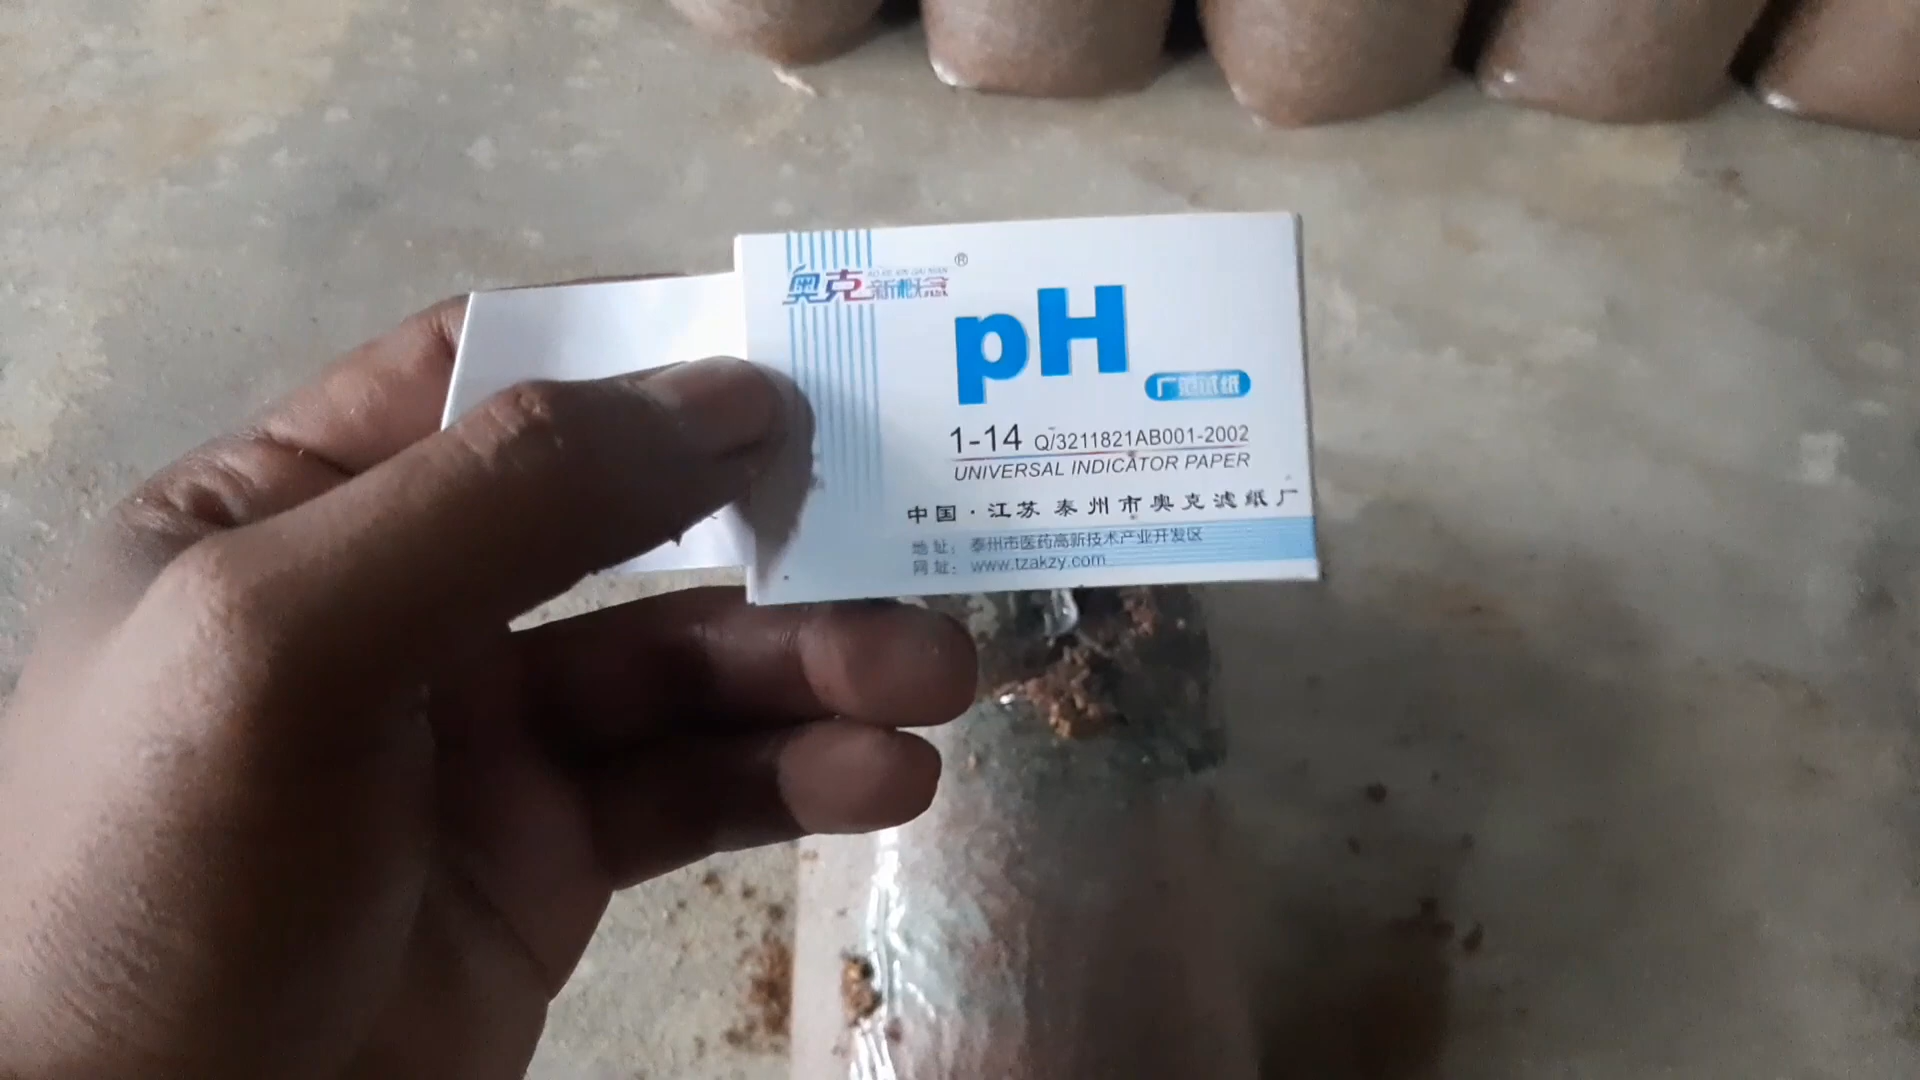 奥克新概念®
pH
广范试纸
1-14 Q/3211821AB001-2002
UNIVERSAL INDICATOR PAPER
中国·江苏 泰州市奥克滤纸厂
地址: 泰州市医药高新技术产业开发区
网址: www.tzakzy.com